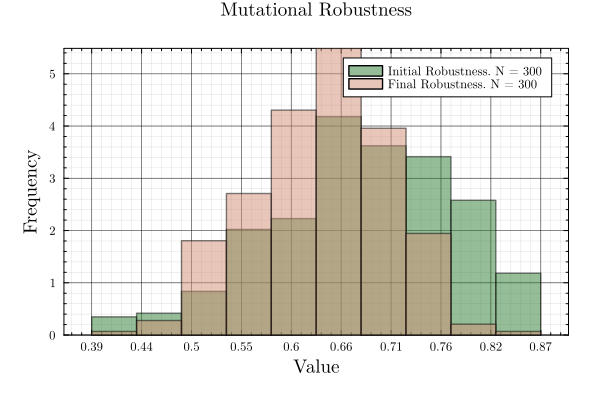 Mutational Robustness
Initial Robustness. N = 300
Final Robustness. N = 300
Frequency
5
4
3
2
1
0
0.39 0.44 0.5 0.55 0.6 0.66 0.71 0.76 0.82 0.87
Value